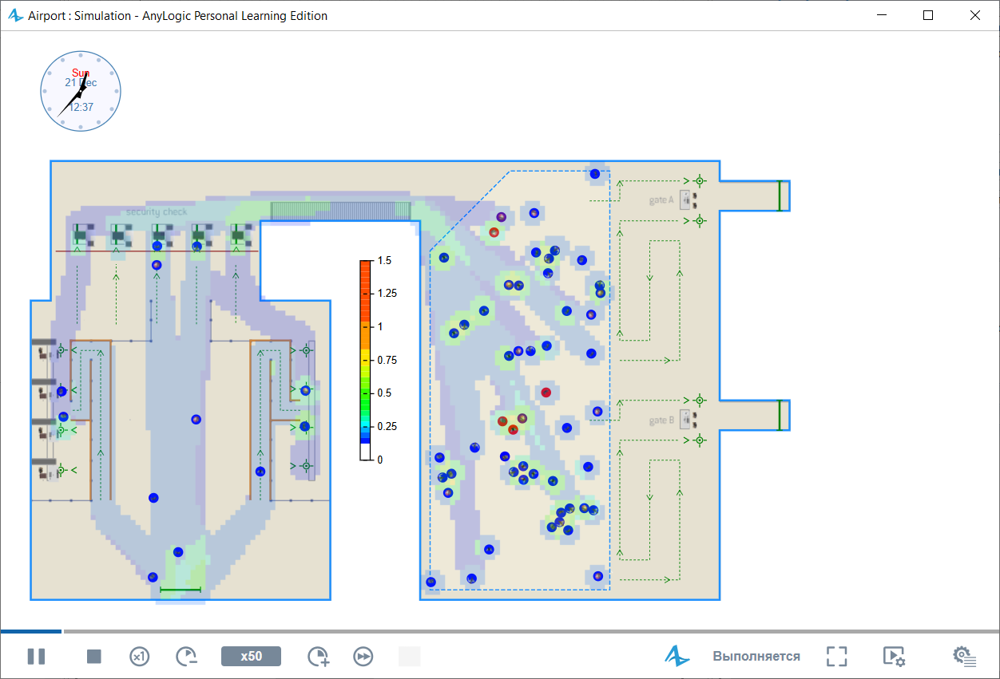 Airport : Simulation - AnyLogic Personal Learning Edition
Sun
21 Dec
12:37
security check
gate A
1.5
1.25
1
0.75
0.5
0.25
0
gate B
x1
x50
Выполняется